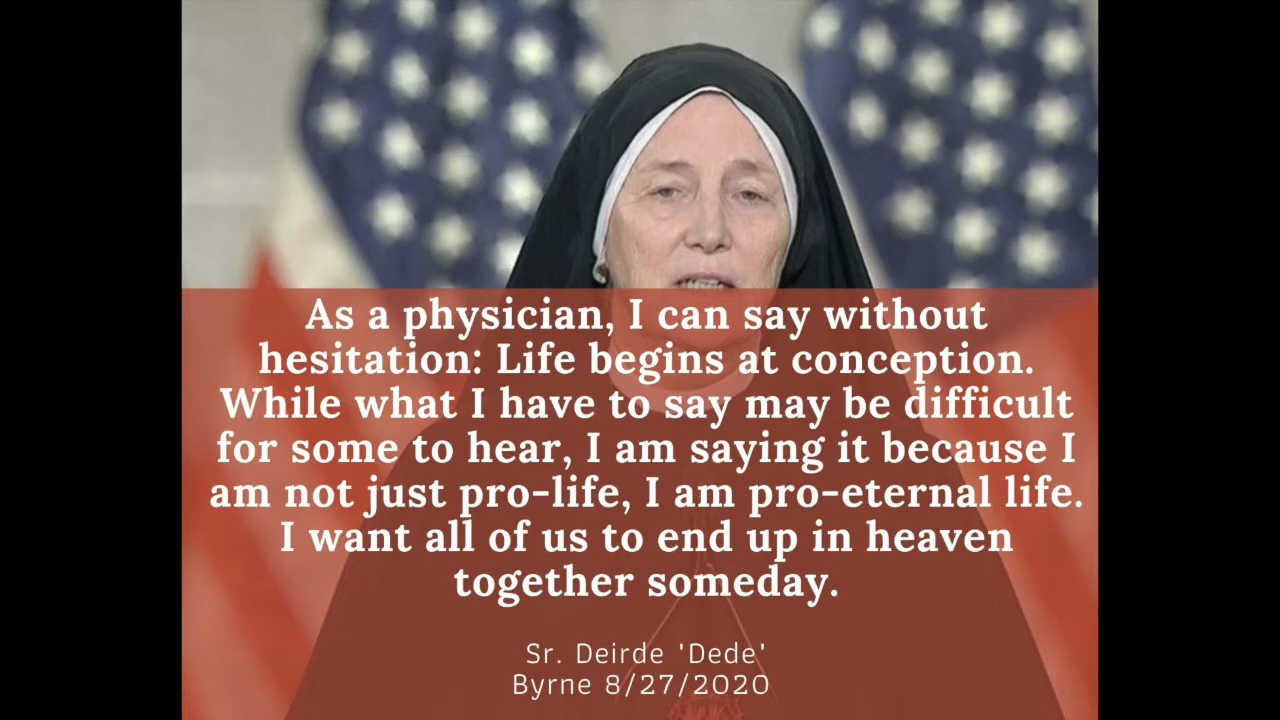 As a physician, I can say without
hesitation: Life begins at conception.
While what I have to say may be difficult
for some to hear, I am saying it because I
am not just pro-life, I am pro-eternal life.
I want all of us to end up in heaven
together someday.
Sr. Deirde 'Dede'
Byrne 8/27/2020